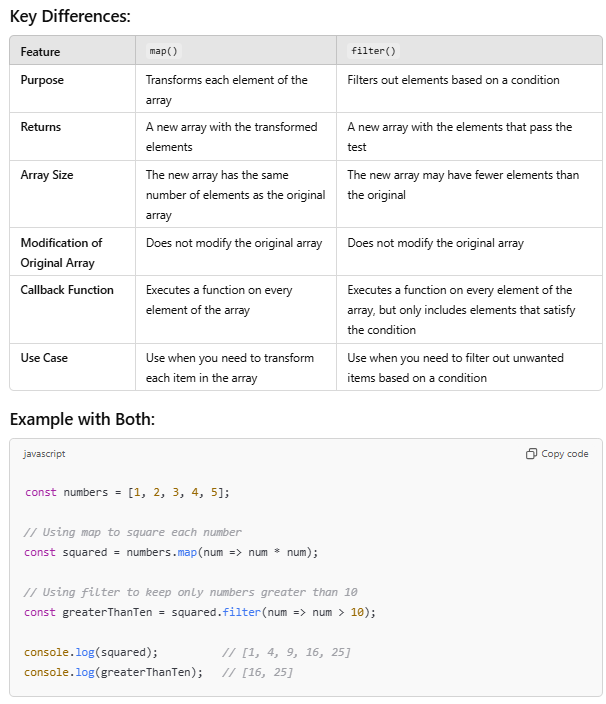 Key Differences:
Feature map() filter()
Purpose Transforms each element of the Filters out elements based on a condition
array
Returns A new array with the transformed A new array with the elements that pass the
elements test
Array Size The new array has the same The new array may have fewer elements than
number of elements as the original the original
array
Modification of Does not modify the original array Does not modify the original array
Original Array
Callback Function Executes a function on every Executes a function on every element of the
element of the array array, but only includes elements that satisfy
the condition
Use Case Use when you need to transform Use when you need to filter out unwanted
each item in the array items based on a condition
Example with Both:
javascript Copy code
const numbers = [1, 2, 3, 4, 5];
// Using map to square each number
const squared = numbers.map(num => num * num);
// Using filter to keep only numbers greater than 10
const greaterThanTen = squared.filter(num => num > 10);
console.log(squared); // [1, 4, 9, 16, 25]
console.log(greaterThanTen); // [16, 25]